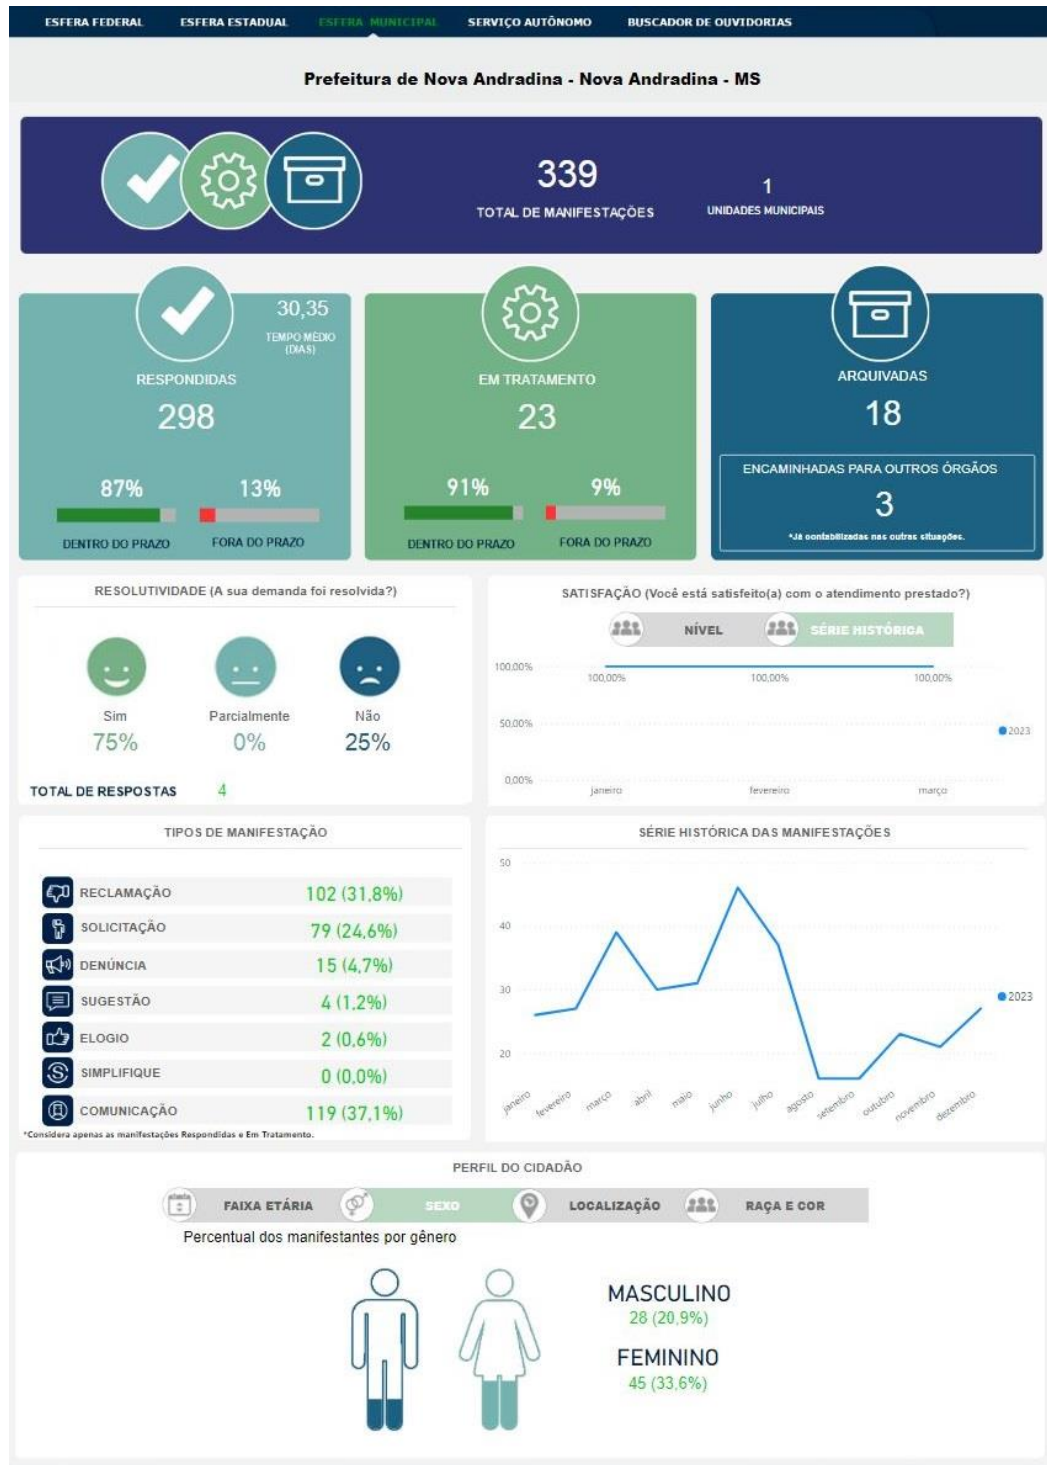 ESFERA FEDERAL ESFERA ESTADUAL ESFERA MUNICIPAL SERVIÇO AUTÔNOMO BUSCADOR DE OUVIDORIAS
Prefeitura de Nova Andradina - Nova Andradina - MS
339
TOTAL DE MANIFESTAÇÕES
1
UNIDADES MUNICIPAIS
30,35
TEMPO MÉDIO
(DIAS)
RESPONDIDAS
298
87% 13%
DENTRO DO PRAZO FORA DO PRAZO
EM TRATAMENTO
23
91% 9%
DENTRO DO PRAZO FORA DO PRAZO
ARQUIVADAS
18
ENCAMINHADAS PARA OUTROS ÓRGÃOS
3
*Já contabilizadas nas outras situações.
RESOLUTIVIDADE (A sua demanda foi resolvida?)
Sim Parcialmente Não
75% 0% 25%
TOTAL DE RESPOSTAS 4
SATISFAÇÃO (Você está satisfeito(a) com o atendimento prestado?)
NÍVEL SÉRIE HISTÓRICA
100,00%
100,00% 100,00% 100,00%
50,00%
2023
0,00%
janeiro fevereiro março
TIPOS DE MANIFESTAÇÃO
RECLAMAÇÃO 102 (31,8%)
SOLICITAÇÃO 79 (24,6%)
DENÚNCIA 15 (4,7%)
SUGESTÃO 4 (1,2%)
ELOGIO 2 (0,6%)
SIMPLIFIQUE 0 (0,0%)
COMUNICAÇÃO 119 (37,1%)
*Considera apenas as manifestações Respondidas e Em Tratamento.
SÉRIE HISTÓRICA DAS MANIFESTAÇÕES
50
40
30
2023
20
janeiro fevereiro março abril maio junho julho agosto setembro outubro novembro dezembro
PERFIL DO CIDADÃO
FAIXA ETÁRIA SEXO LOCALIZAÇÃO RAÇA E COR
Percentual dos manifestantes por gênero
MASCULINO
28 (20,9%)
FEMININO
45 (33,6%)